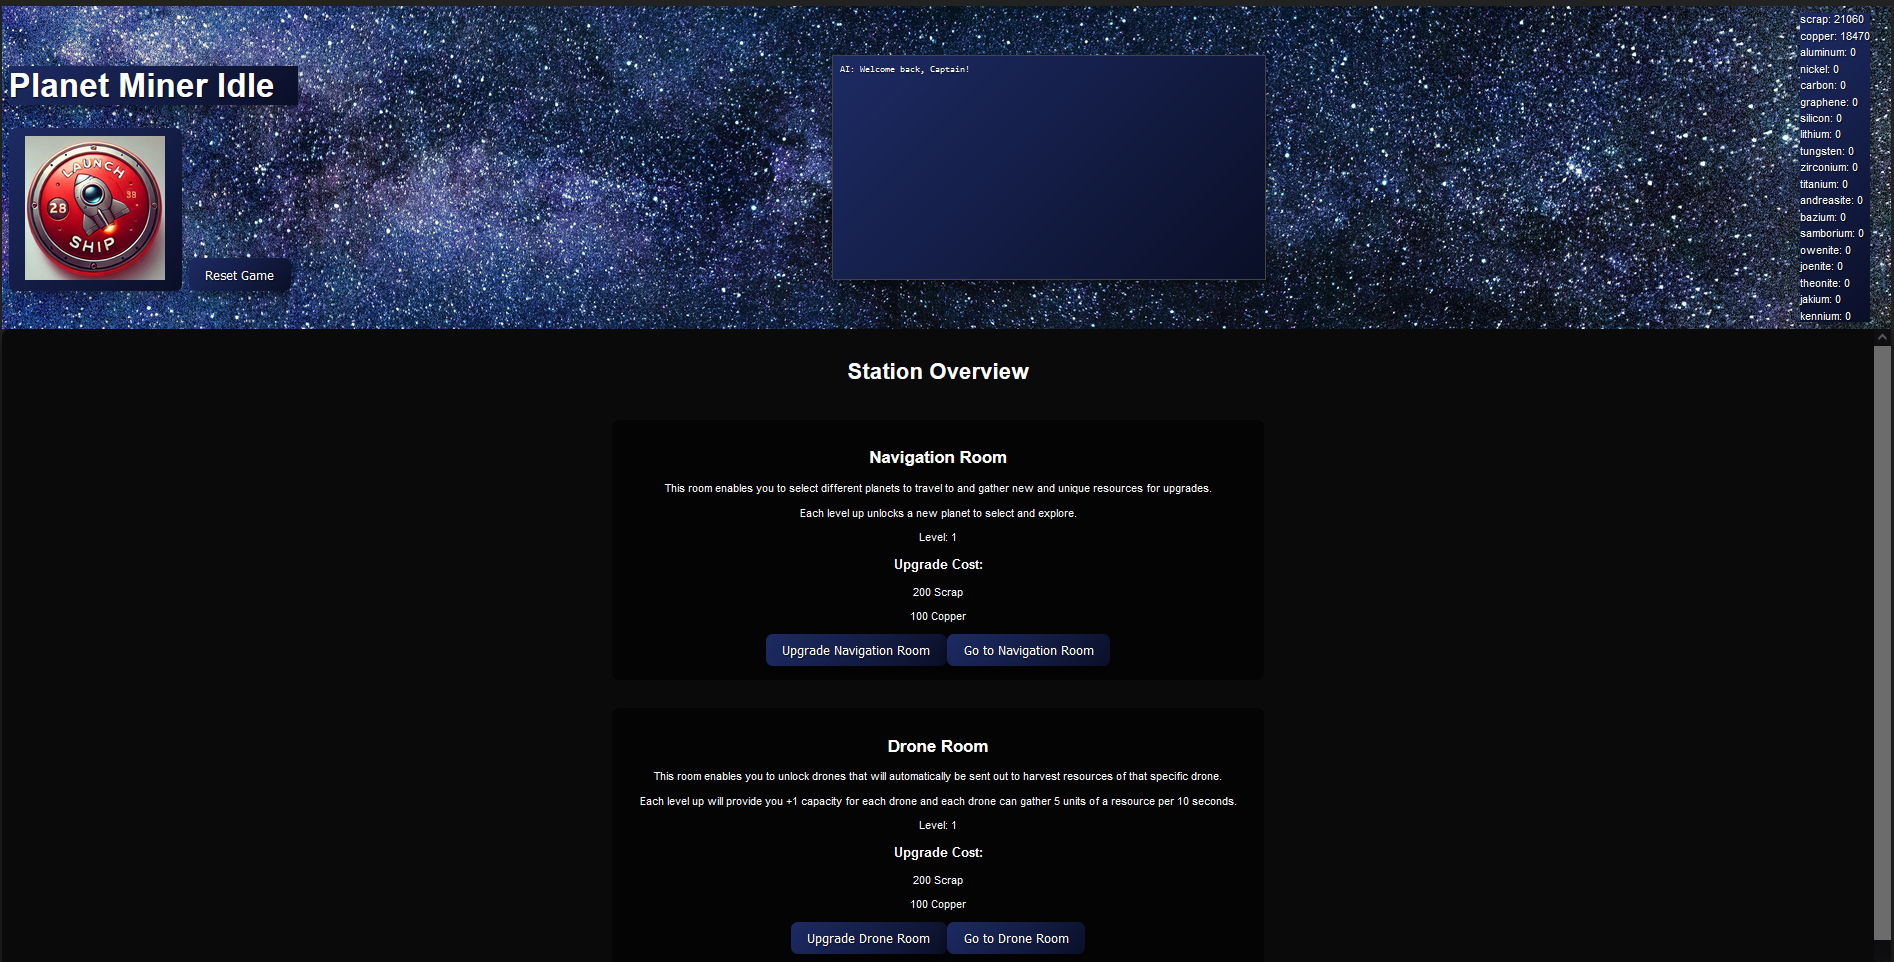 Planet Miner Idle
LAUNCH
28
39
SHIP
Reset Game
AI: Welcome back, Captain!
scrap: 21060
copper: 18470
aluminum: 0
nickel: 0
carbon: 0
graphene: 0
silicon: 0
lithium: 0
tungsten: 0
zirconium: 0
titanium: 0
andreasite: 0
bazium: 0
samborium: 0
owenite: 0
joenite: 0
theonite: 0
jakium: 0
kennium: 0
Station Overview
Navigation Room
This room enables you to select different planets to travel to and gather new and unique resources for upgrades.
Each level up unlocks a new planet to select and explore.
Level: 1
Upgrade Cost:
200 Scrap
100 Copper
Upgrade Navigation Room Go to Navigation Room
Drone Room
This room enables you to unlock drones that will automatically be sent out to harvest resources of that specific drone.
Each level up will provide you +1 capacity for each drone and each drone can gather 5 units of a resource per 10 seconds.
Level: 1
Upgrade Cost:
200 Scrap
100 Copper
Upgrade Drone Room Go to Drone Room